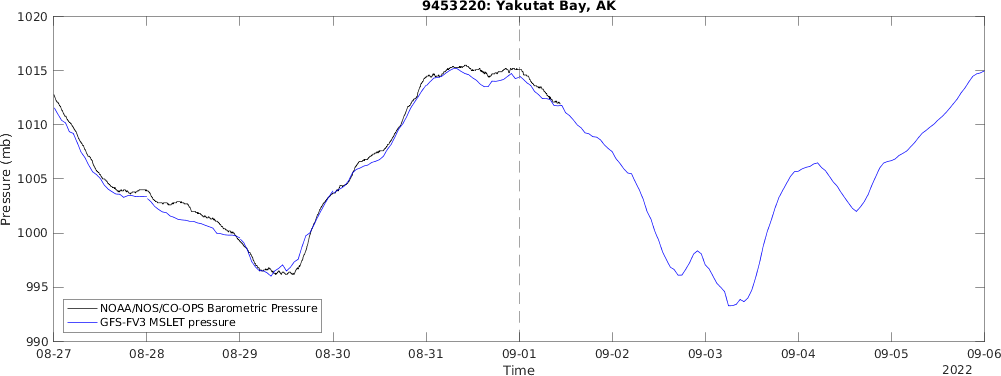 9453220: Yakutat Bay, AK
Pressure (mb)
1020
1015
1010
1005
1000
995
990
NOAA/NOS/CO-OPS Barometric Pressure
GFS-FV3 MSLET pressure
08-27 08-28 08-29 08-30 08-31 09-01 09-02 09-03 09-04 09-05 09-06
Time
2022